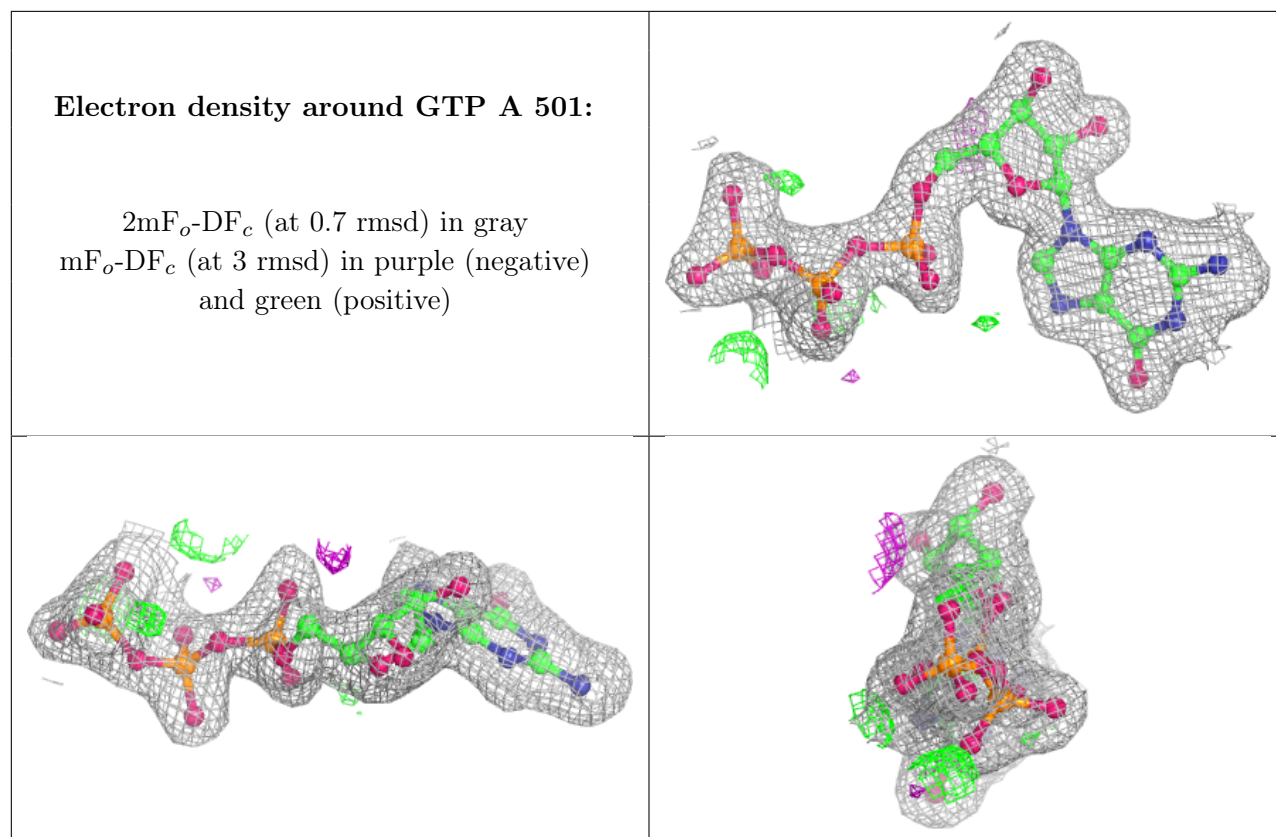 Electron density around GTP A 501:
2mFo-DFc (at 0.7 rmsd) in gray
mFo-DFc (at 3 rmsd) in purple (negative)
and green (positive)